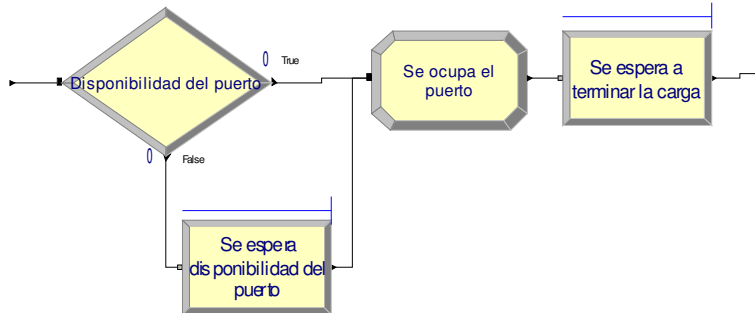 0
True
Disponibilidad del puerto
0
False
Se ocupa el
puerto
Se espera a
terminar la carga
Se espera
disponibilidad del
puerto